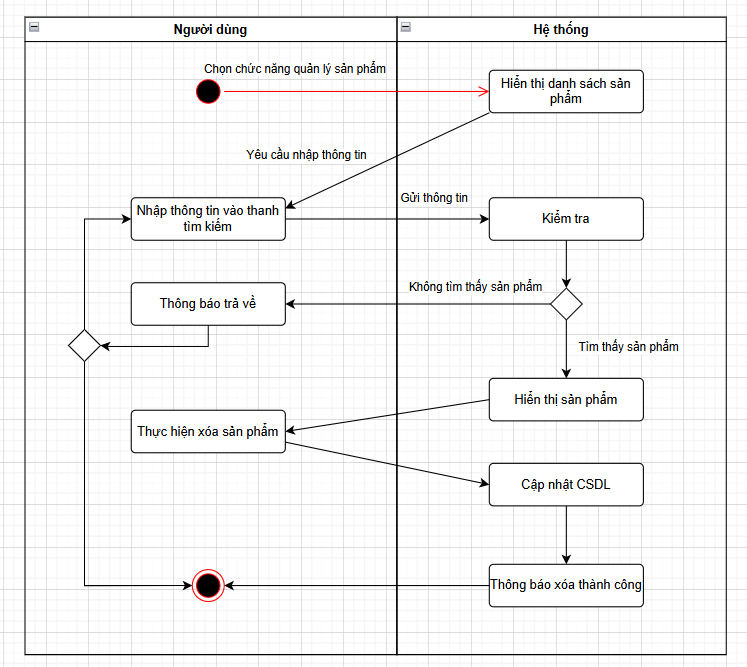 Người dùng
Hệ thống
Chọn chức năng quản lý sản phẩm
Hiển thị danh sách sản
phẩm
Yêu cầu nhập thông tin
Nhập thông tin vào thanh
tìm kiếm
Gửi thông tin
Kiểm tra
Không tìm thấy sản phẩm
Thông báo trả về
Tìm thấy sản phẩm
Hiển thị sản phẩm
Thực hiện xóa sản phẩm
Cập nhật CSDL
Thông báo xóa thành công